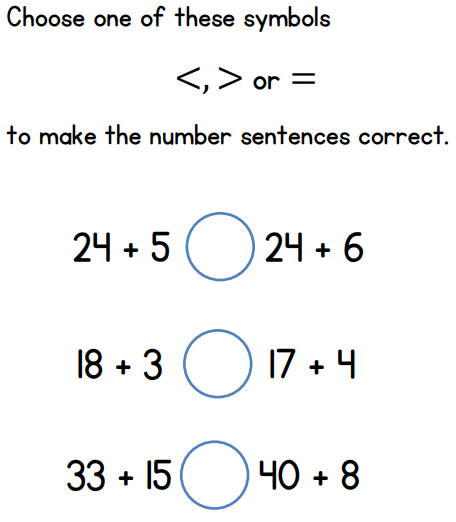 Choose one of these symbols
<, > or =
to make the number sentences correct.
24 + 5 24 + 6
18 + 3 17 + 4
33 + 15 40 + 8